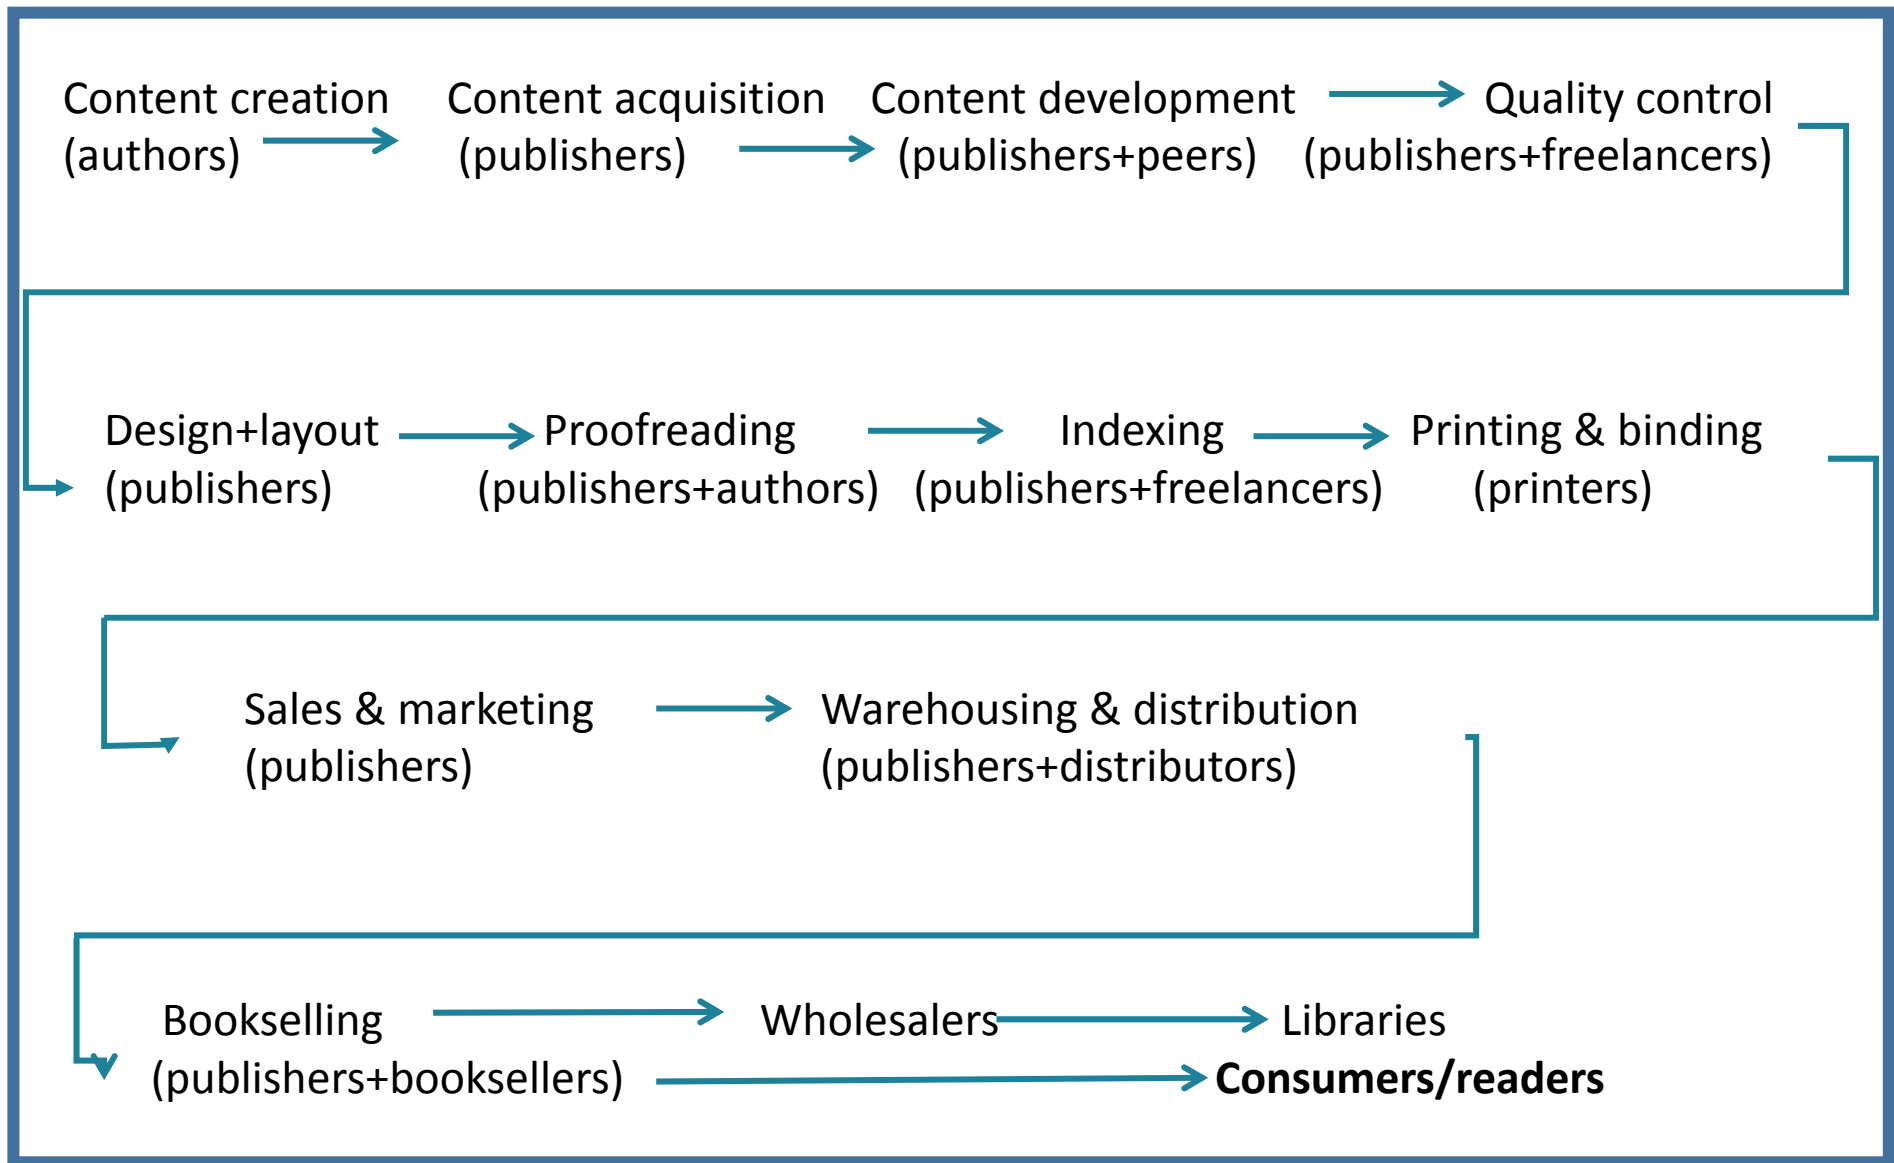 Content creation Content acquisition Content development Quality control
(authors) (publishers) (publishers+peers) (publishers+freelancers)
Design+layout Proofreading Indexing Printing & binding
(publishers) (publishers+authors) (publishers+freelancers) (printers)
Sales & marketing Warehousing & distribution
(publishers) (publishers+distributors)
Bookselling Wholesalers Libraries
(publishers+booksellers) Consumers/readers